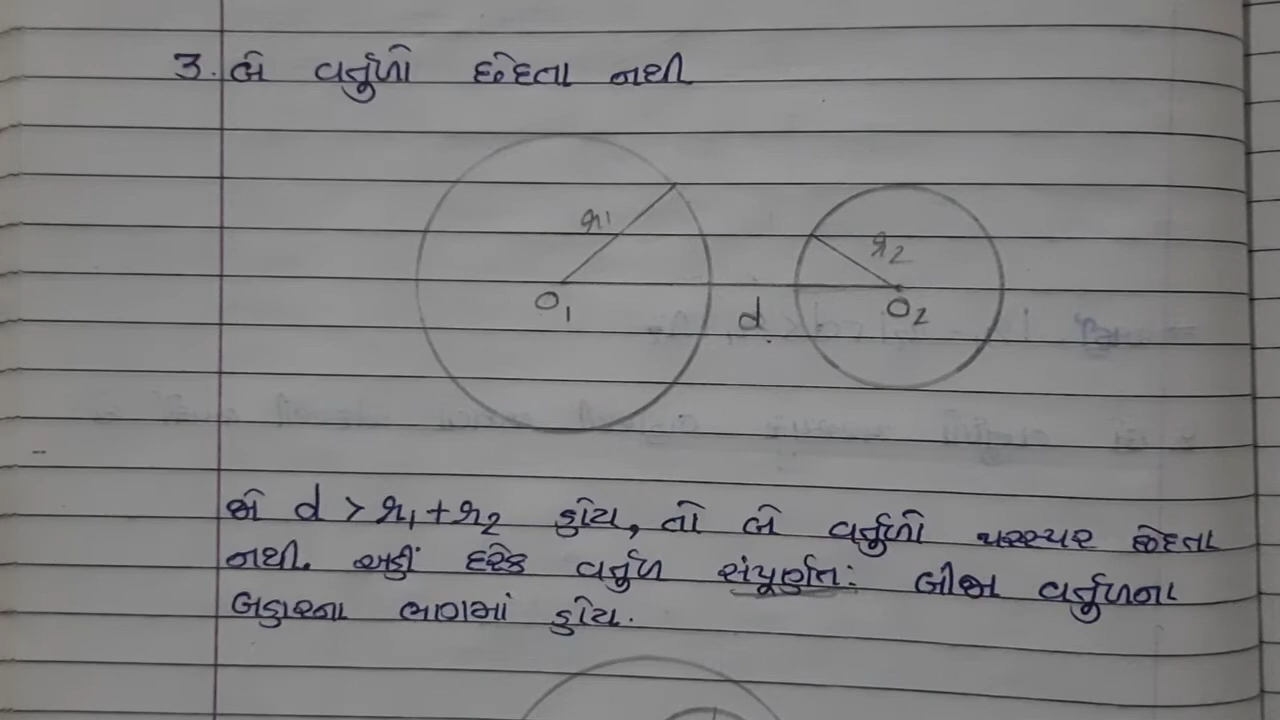 3. બે વર્તુળો છેદતા નથી
r₁
r₂
O₁
d
O₂
જો d > r₁ + r₂ હોય, તો બે વર્તુળો પરસ્પર છેદતા
નથી. અહીં દરેક વર્તુળ સંપૂર્ણતઃ બીજા વર્તુળના
બહારના ભાગમાં હોય.